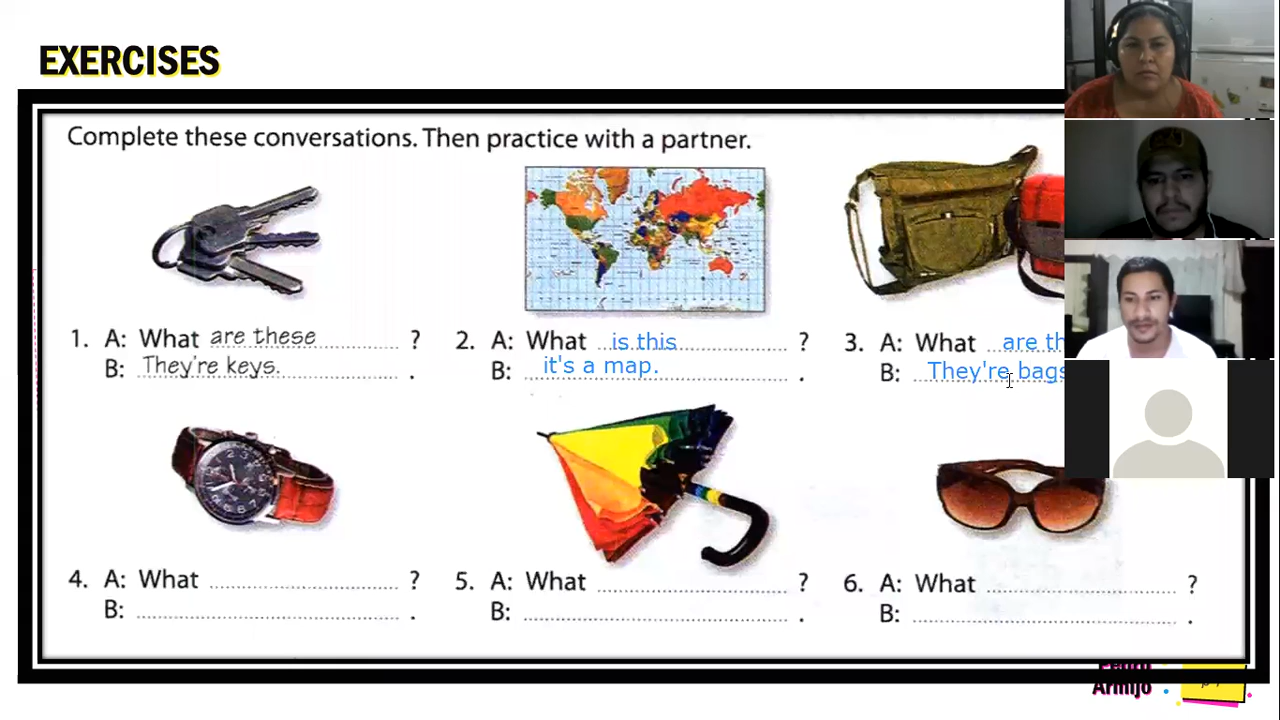 EXERCISES
Complete these conversations. Then practice with a partner.
1. A: What are these ?
B: They're keys. .
2. A: What is this ?
B: it's a map. .
3. A: What are th
B: They're bags
4. A: What ?
B: .
5. A: What ?
B: .
6. A: What ?
B: .
Armijo